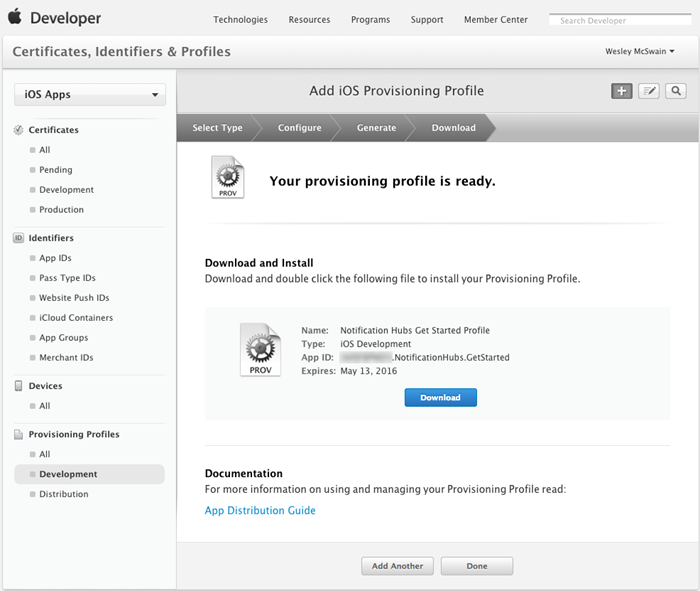 Developer
Technologies Resources Programs Support Member Center Search Developer
Certificates, Identifiers & Profiles
Wesley McSwain
iOS Apps
Certificates
All
Pending
Development
Production
ID Identifiers
App IDs
Pass Type IDs
Website Push IDs
iCloud Containers
App Groups
Merchant IDs
Devices
All
Provisioning Profiles
All
Development
Distribution
Add iOS Provisioning Profile
Select Type Configure Generate Download
PROV
Your provisioning profile is ready.
Download and Install
Download and double click the following file to install your Provisioning Profile.
PROV
Name: Notification Hubs Get Started Profile
Type: iOS Development
App ID: .NotificationHubs.GetStarted
Expires: May 13, 2016
Download
Documentation
For more information on using and managing your Provisioning Profile read:
App Distribution Guide
Add Another Done